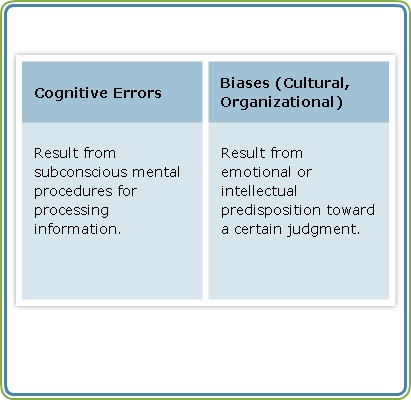 Cognitive Errors
Biases (Cultural,
Organizational)
Result from
subconscious mental
procedures for
processing
information.
Result from
emotional or
intellectual
predisposition toward
a certain judgment.